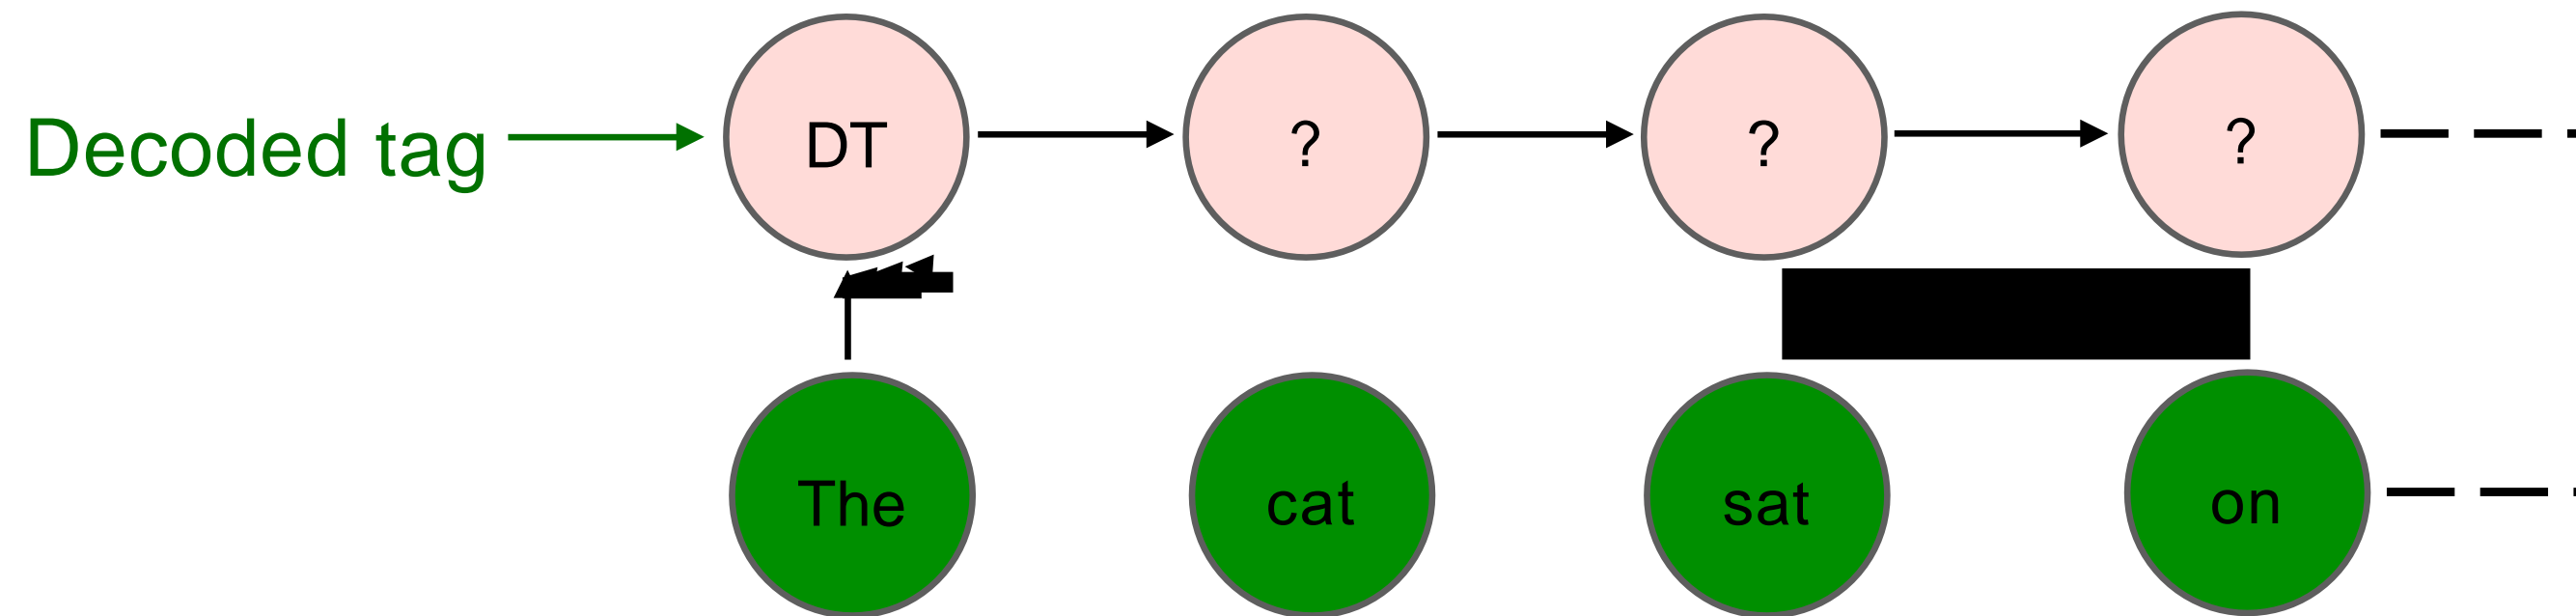 Decoded tag DT ? ? ?
The cat sat on